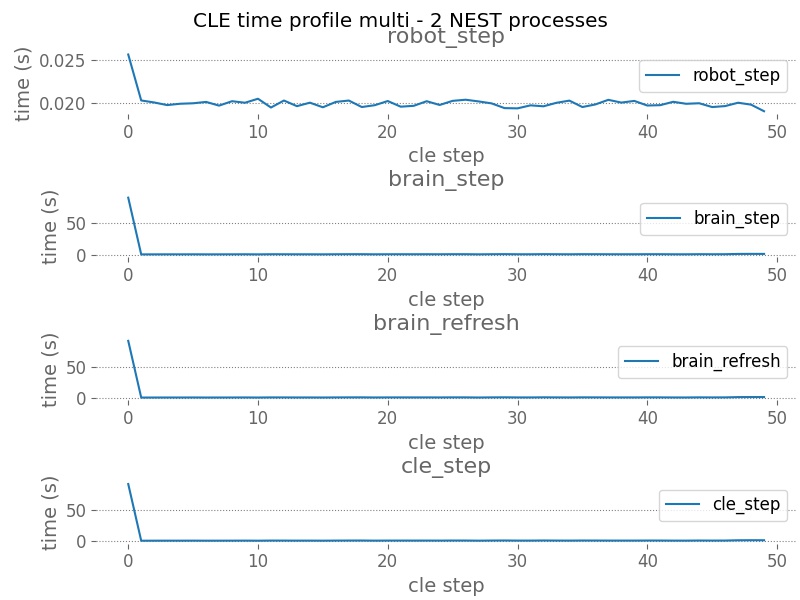 CLE time profile multi - 2 NEST processes
robot_step
time (s)
0.025
0.020
robot_step
0 10 20 30 40 50
cle step
brain_step
time (s)
50
0
brain_step
0 10 20 30 40 50
cle step
brain_refresh
time (s)
50
0
brain_refresh
0 10 20 30 40 50
cle step
cle_step
time (s)
50
0
cle_step
0 10 20 30 40 50
cle step